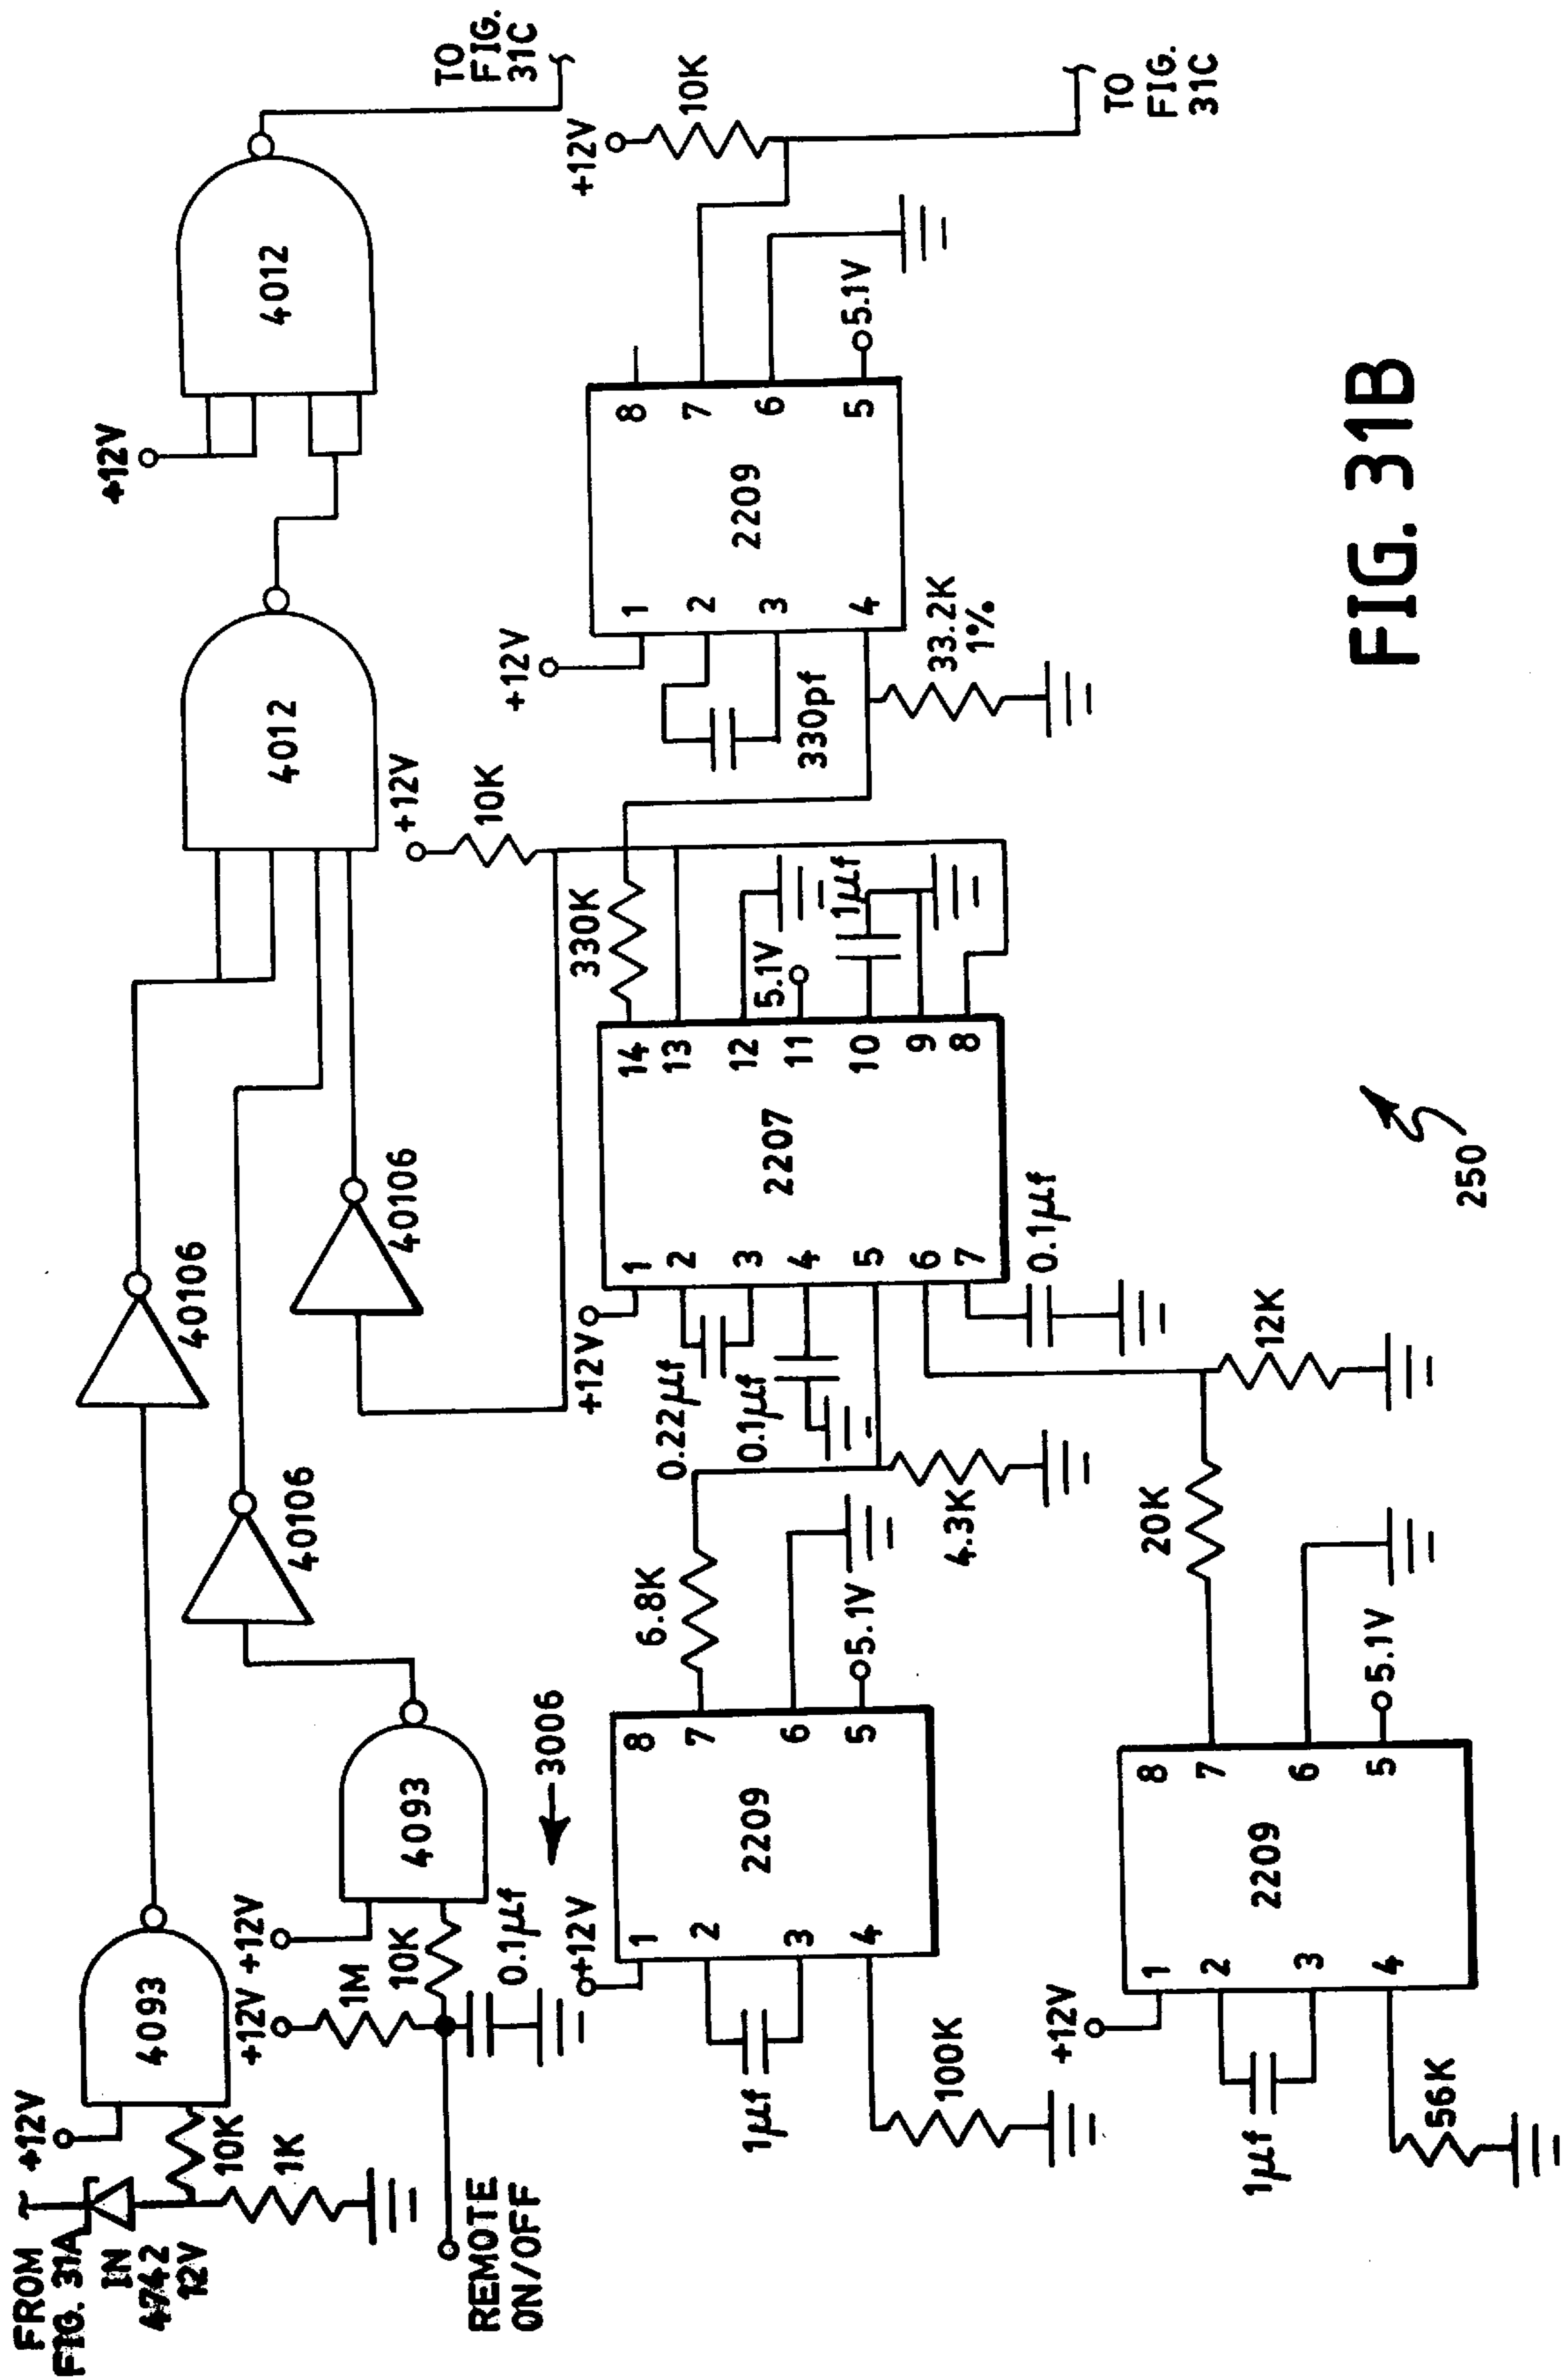 FROM
FIG. 31A
IN
4742
12V
+12V
10K
1K
4093
40106
+12V
4012
TO
FIG.
31C
REMOTE
ON/OFF
+12V
1M
+12V
10K
0.1µf
4093
40106
40106
4012
+12V
10K
3006
+12V
1
2
3
4
2209
8
7
6
5
1µf
100K
6.8K
5.1V
4.3K
+12V
0.22µf
0.1µf
1
2
3
4
5
6
7
2207
14
13
12
11
10
9
8
0.1µf
330K
5.1V
1µf
+12V
330pf
33.2K
1%
1
2
3
4
2209
8
7
6
5
5.1V
+12V
10K
TO
FIG.
31C
+12V
1
2
3
4
2209
8
7
6
5
1µf
56K
20K
5.1V
12K
250
FIG. 31B